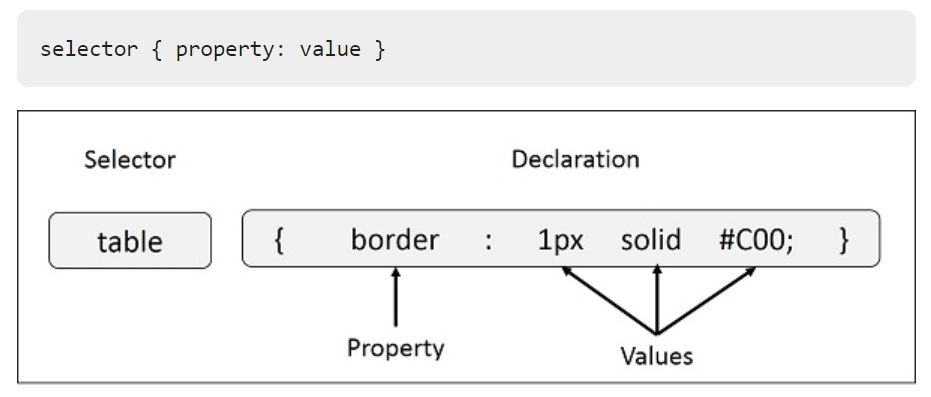 selector { property: value }
Selector Declaration
table { border : 1px solid #C00; }
Property Values